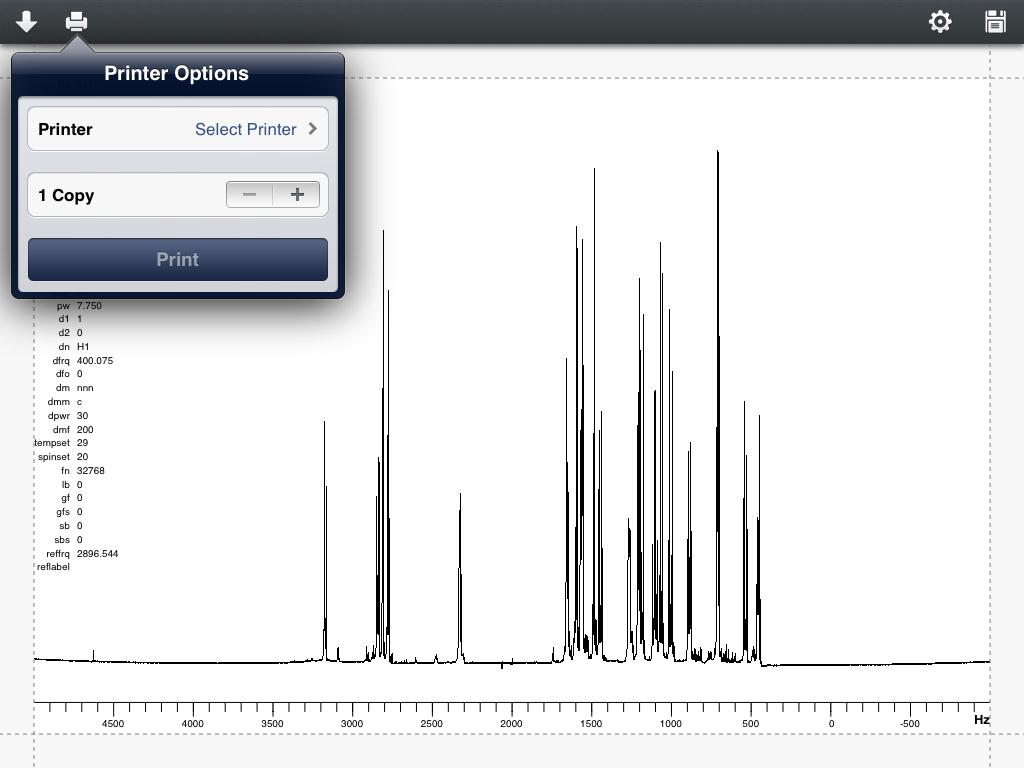 Printer Options
Printer Select Printer
1 Copy
Print
pw 7.750
d1 1
d2 0
dn H1
dfrq 400.075
dfo 0
dm nnn
dmm c
dpwr 30
dmf 200
tempset 29
spinset 20
fn 32768
lb 0
gf 0
gfs 0
sb 0
sbs 0
reffrq 2896.544
reflabel
4500 4000 3500 3000 2500 2000 1500 1000 500 0 -500 Hz